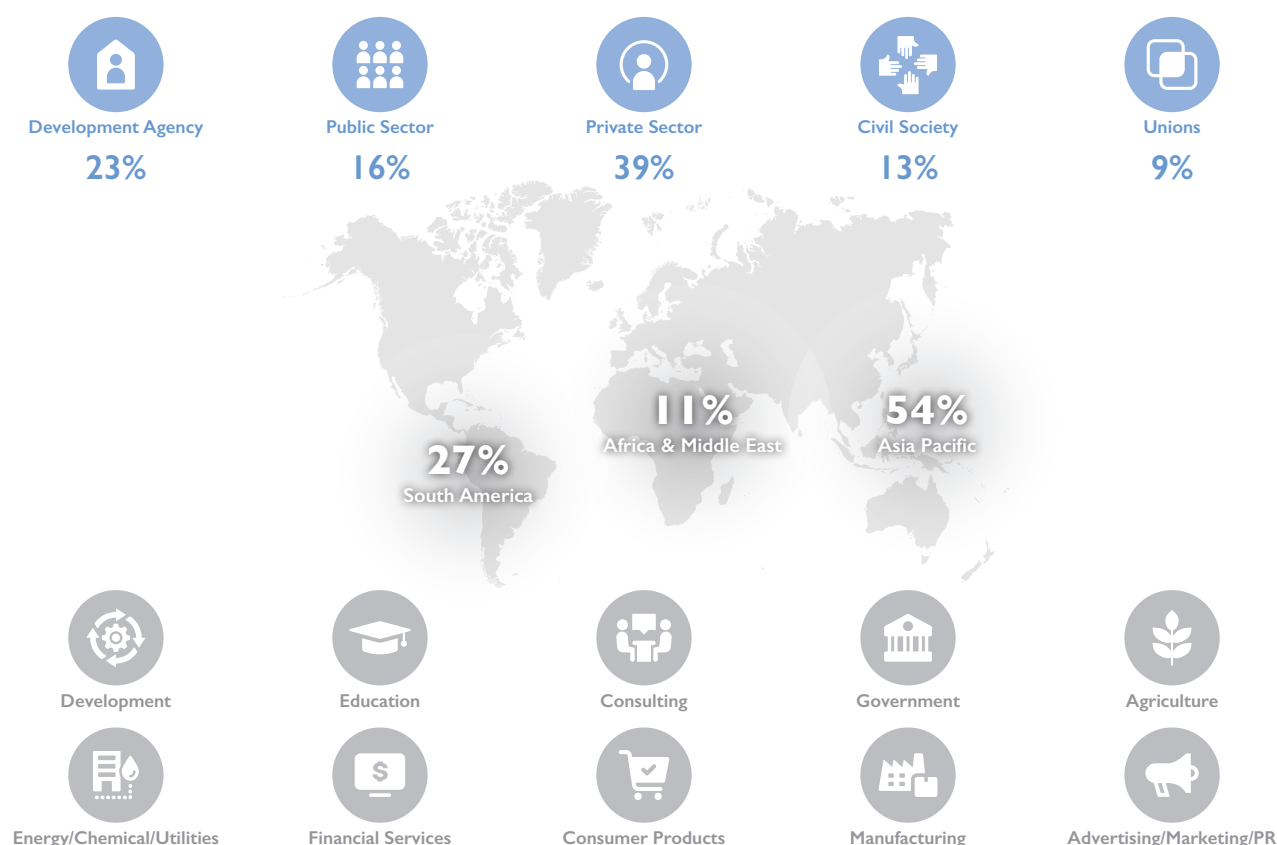 Development Agency
Public Sector
Private Sector
Civil Society
Unions
23%
16%
39%
13%
9%
11%
Africa & Middle East
54%
Asia Pacific
27%
South America
Development
Education
Consulting
Government
Agriculture
$
Energy/Chemical/Utilities
Financial Services
Consumer Products
Manufacturing
Advertising/Marketing/PR